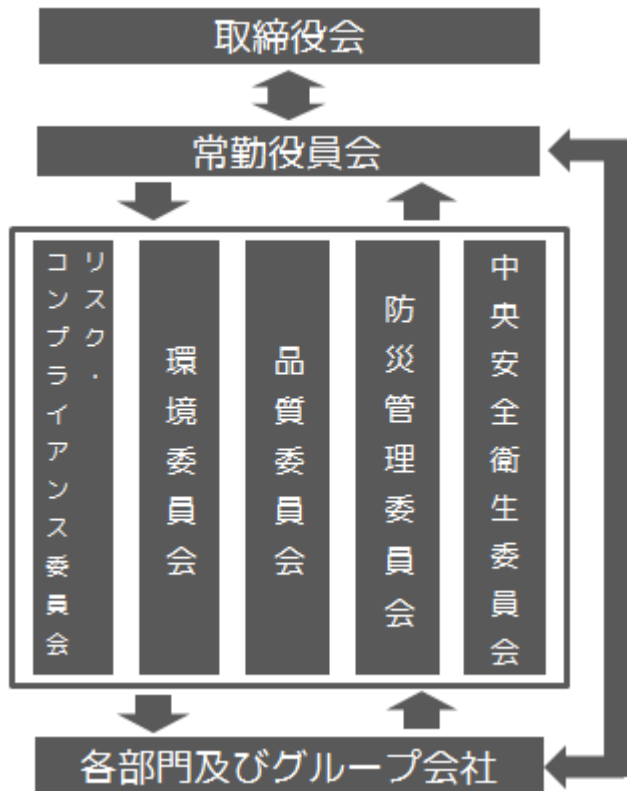 取締役会
常勤役員会
リスク・
コンプライアンス委員会
環境委員会
品質委員会
防災管理委員会
中央安全衛生委員会
各部門及びグループ会社